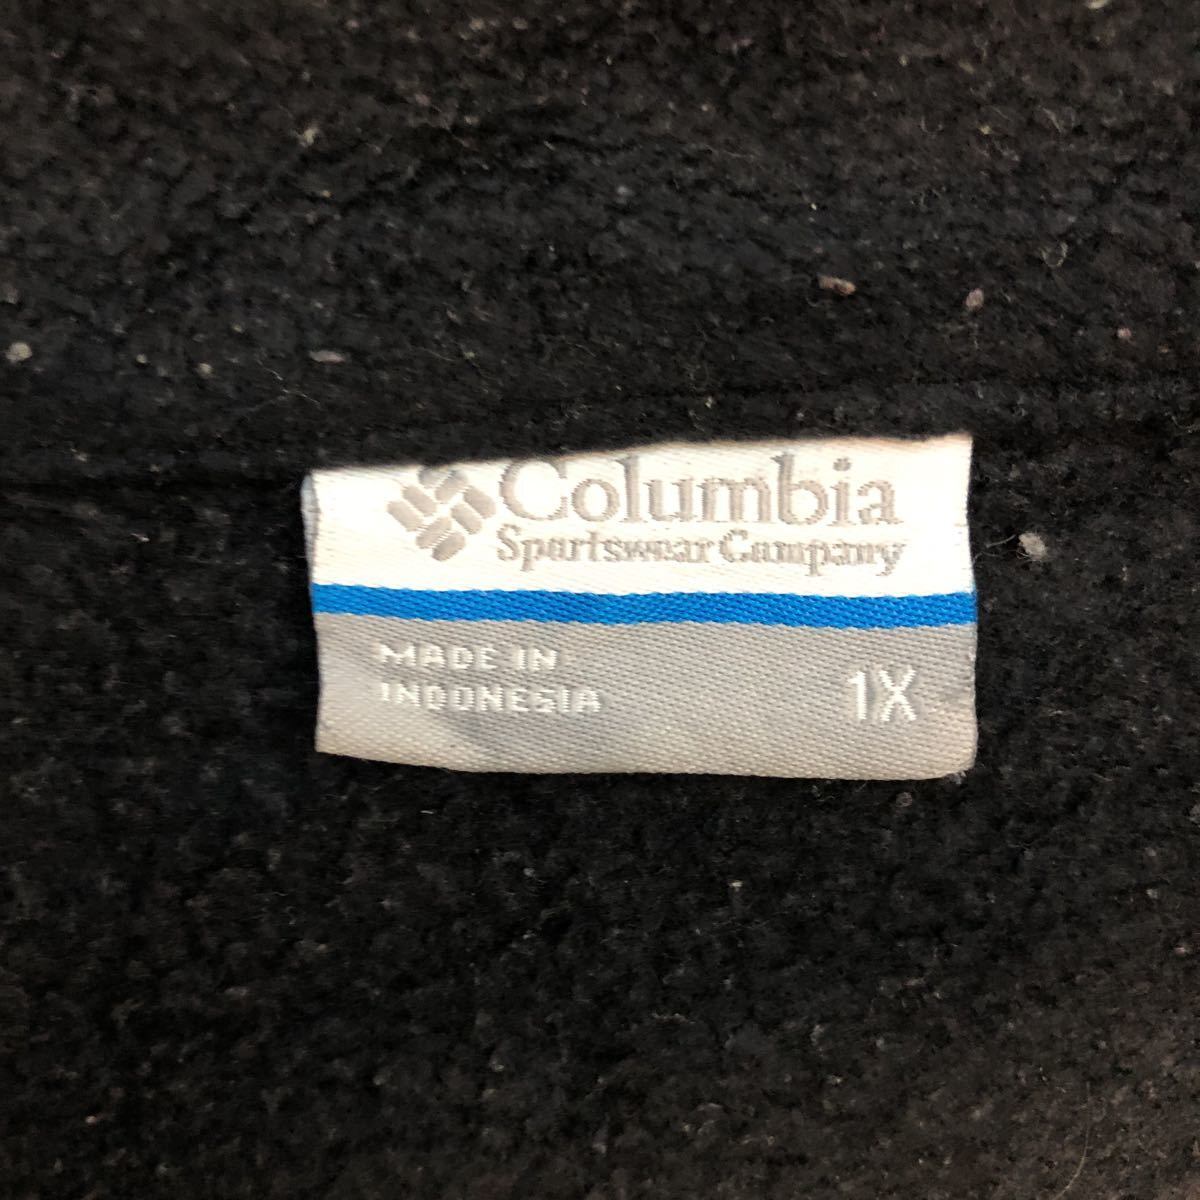 Columbia
Sportswear Company
MADE IN
INDONESIA
1X